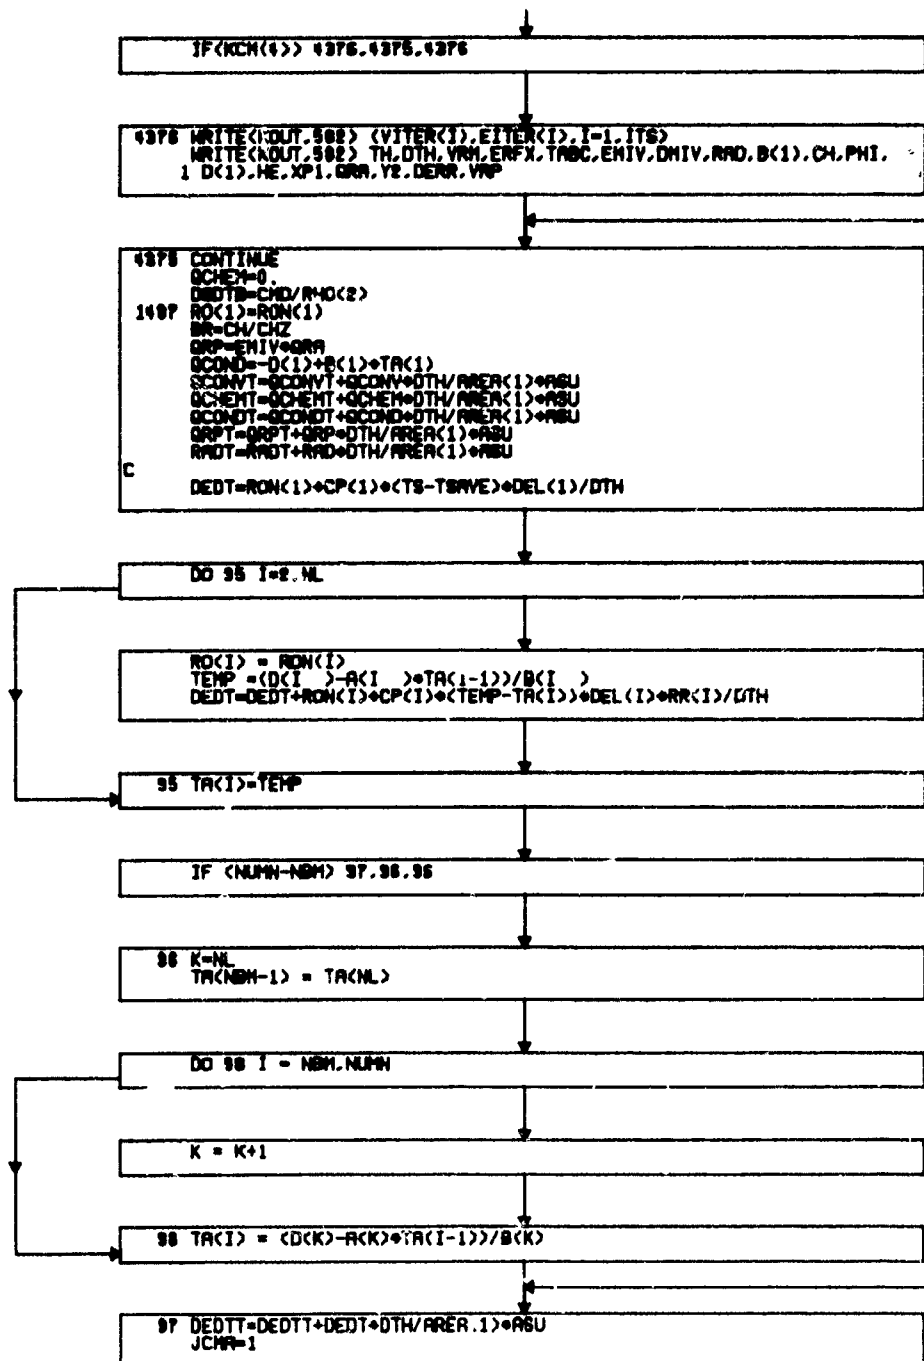 IF(KCM(4)) 4376,4375,4376
4376 WRITE(KOUT,502) (VITER(I),EITER(I),I=1,ITS)
WRITE(KOUT,502) TH,DTH,VRM,ERFX,TABC,EMIV,DMIV,RAD,B(1),CH,PHI,
1 D(1),HE,XP1,QRA,Y2,DERR,VRP
4375 CONTINUE
QCHEM=0.
DBDTB=CMD/RHO(2)
1497 RO(1)=RON(1)
BR=CH/CHZ
QRP=EMIV*QRA
QCOND=-D(1)+B(1)*TA(1)
QCONVT=QCONVT+QCONV*DTH/AREA(1)*ASU
QCHEMT=QCHEMT+QCHEM*DTH/AREA(1)*ASU
QCONDT=QCONDT+QCOND*DTH/AREA(1)*ASU
QRPT=QRPT+QRP*DTH/AREA(1)*ASU
RADT=RADT+RAD*DTH/AREA(1)*ASU
C
DEDT=RON(1)*CP(1)*(TS-TSAVE)*DEL(1)/DTH
DO 95 I=2,NL
RO(I) = RON(I)
TEMP =(D(I )-A(I )*TA(I-1))/B(I )
DEDT=DEDT+RON(I)*CP(I)*(TEMP-TA(I))*DEL(I)*RR(I)/DTH
95 TA(I)=TEMP
IF (NUMN-NBM) 97,96,96
96 K=NL
TA(NBM-1) = TA(NL)
DO 98 I = NBM,NUMN
K = K+1
98 TA(I) = (D(K)-A(K)*TA(I-1))/B(K)
97 DEDTT=DEDTT+DEDT*DTH/AREA(1)*ASU
JCMA=1